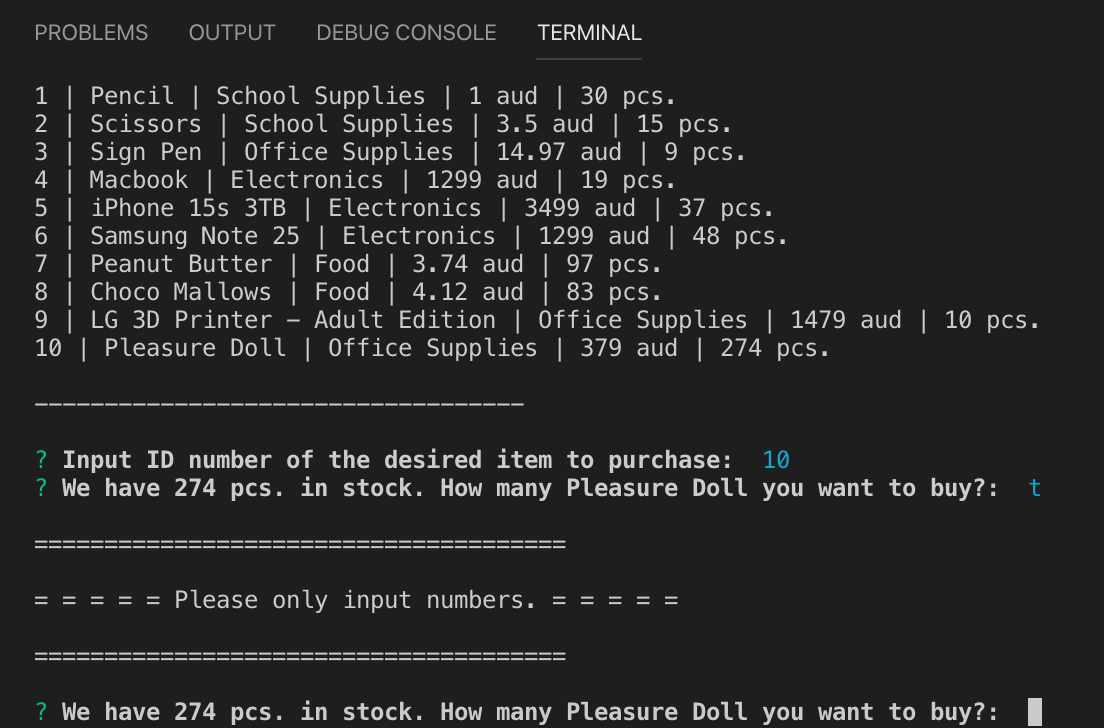 PROBLEMS OUTPUT DEBUG CONSOLE TERMINAL
1 | Pencil | School Supplies | 1 aud | 30 pcs.
2 | Scissors | School Supplies | 3.5 aud | 15 pcs.
3 | Sign Pen | Office Supplies | 14.97 aud | 9 pcs.
4 | Macbook | Electronics | 1299 aud | 19 pcs.
5 | iPhone 15s 3TB | Electronics | 3499 aud | 37 pcs.
6 | Samsung Note 25 | Electronics | 1299 aud | 48 pcs.
7 | Peanut Butter | Food | 3.74 aud | 97 pcs.
8 | Choco Mallows | Food | 4.12 aud | 83 pcs.
9 | LG 3D Printer - Adult Edition | Office Supplies | 1479 aud | 10 pcs.
10 | Pleasure Doll | Office Supplies | 379 aud | 274 pcs.
-----------------------------------
? Input ID number of the desired item to purchase:  10
? We have 274 pcs. in stock. How many Pleasure Doll you want to buy?:  t
======================================
= = = = = Please only input numbers. = = = = =
======================================
? We have 274 pcs. in stock. How many Pleasure Doll you want to buy?: